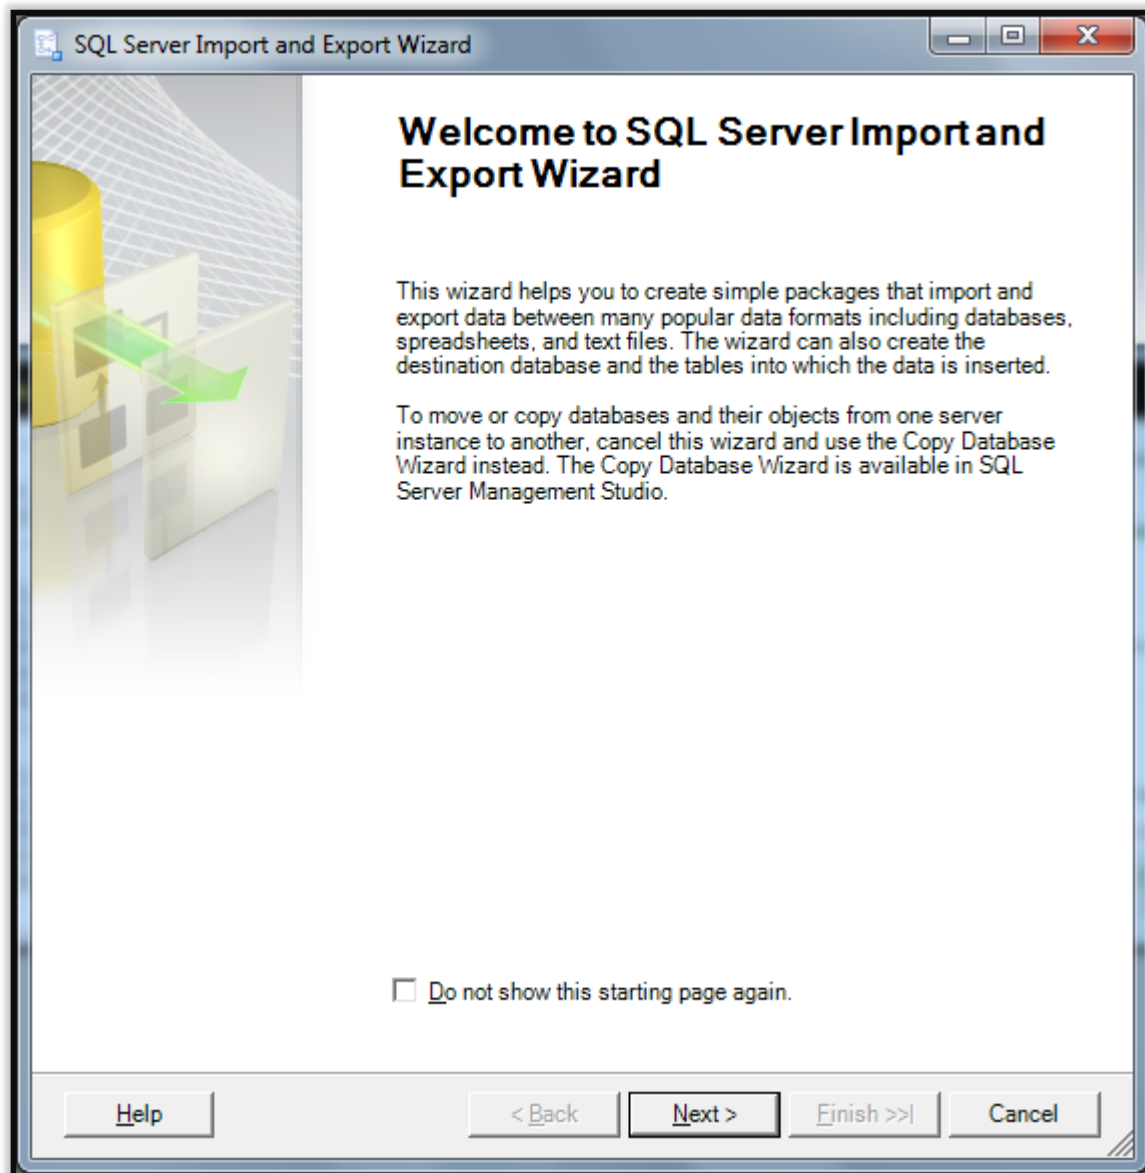 SQL Server Import and Export Wizard
Welcome to SQL Server Import and
Export Wizard
This wizard helps you to create simple packages that import and
export data between many popular data formats including databases,
spreadsheets, and text files. The wizard can also create the
destination database and the tables into which the data is inserted.
To move or copy databases and their objects from one server
instance to another, cancel this wizard and use the Copy Database
Wizard instead. The Copy Database Wizard is available in SQL
Server Management Studio.
Do not show this starting page again.
Help
< Back
Next >
Finish >>|
Cancel